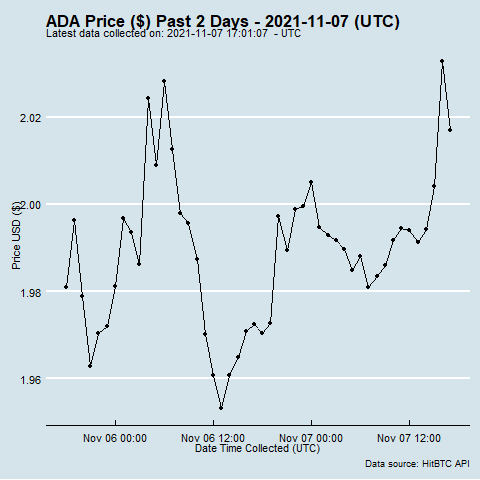 ADA Price ($) Past 2 Days - 2021-11-07 (UTC)
Latest data collected on: 2021-11-07 17:01:07  - UTC
Price USD ($)
2.02
2.00
1.98
1.96
Nov 06 00:00
Nov 06 12:00
Nov 07 00:00
Nov 07 12:00
Date Time Collected (UTC)
Data source: HitBTC API